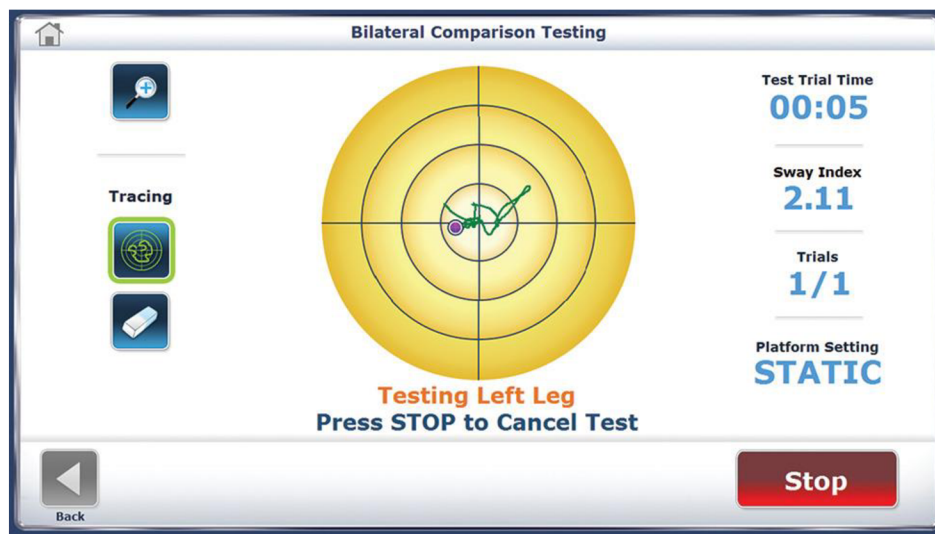 Bilateral Comparison Testing
Tracing
Test Trial Time
00:05
Sway Index
2.11
Trials
1/1
Platform Setting
STATIC
Testing Left Leg
Press STOP to Cancel Test
Back
Stop